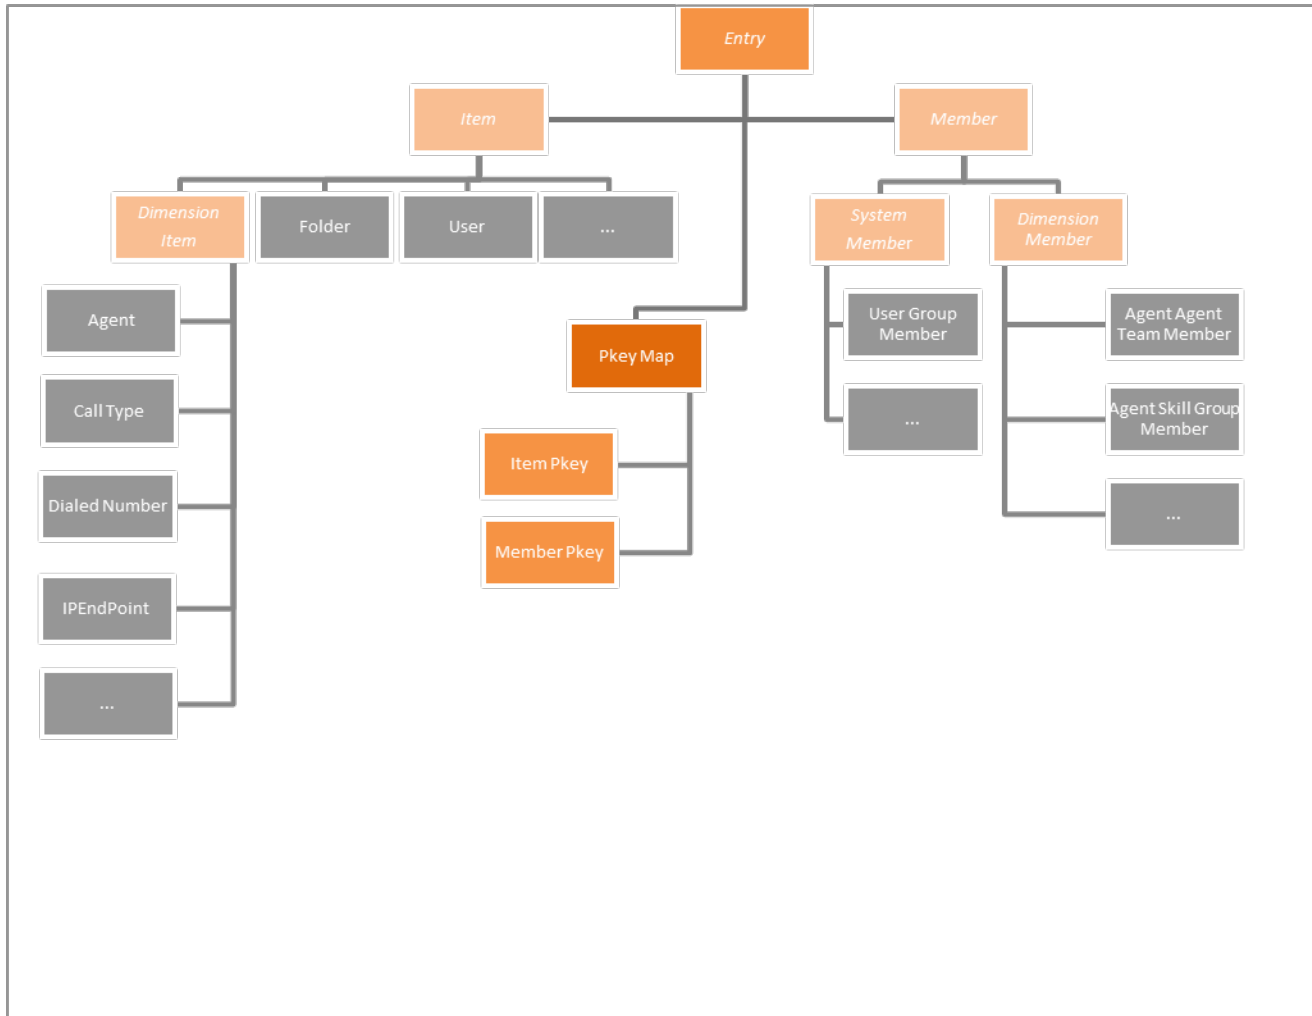 Entry
Item
Member
Dimension
Item
Folder
User
...
System
Member
Dimension
Member
Agent
Call Type
Dialed Number
IPEndPoint
...
Pkey Map
Item Pkey
Member Pkey
User Group
Member
...
Agent Agent
Team Member
Agent Skill Group
Member
...